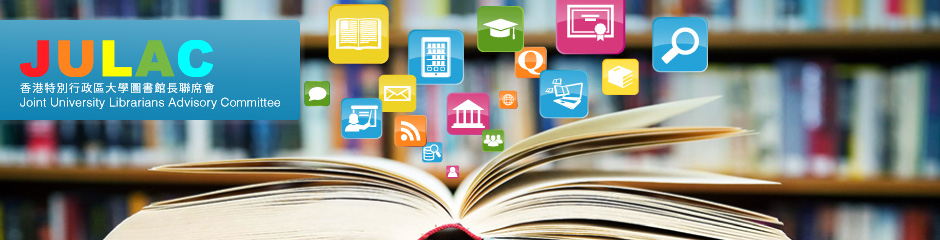 JULAC
香港特別行政區大學圖書館長聯席會
Joint University Librarians Advisory Committee
Q